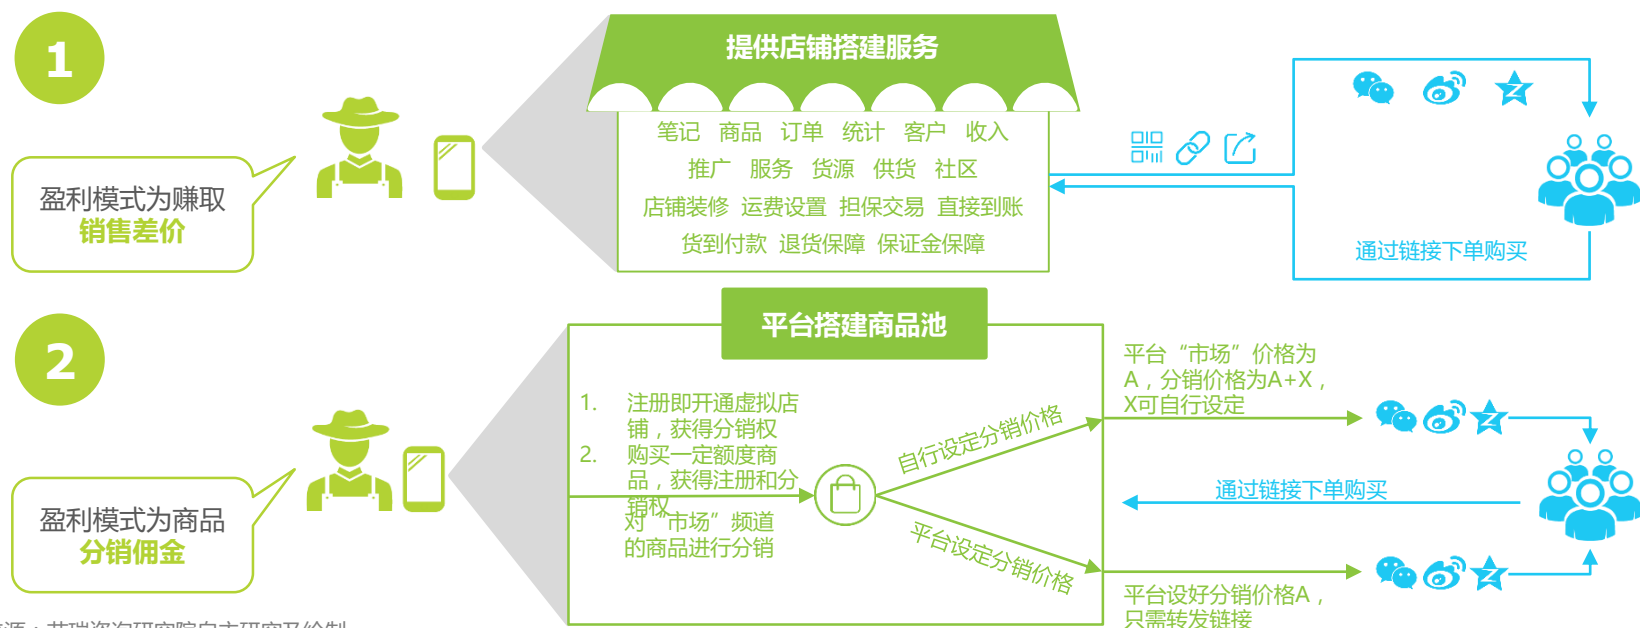 1
提供店铺搭建服务
笔记 商品 订单 统计 客户 收入
推广 服务 货源 供货 社区
店铺装修 运费设置 担保交易 直接到账
货到付款 退货保障 保证金保障
盈利模式为赚取
销售差价
通过链接下单购买
2
平台搭建商品池
1. 注册即开通虚拟店
铺，获得分销权
2. 购买一定额度商
品，获得注册和分
销权
对“市场”频道
的商品进行分销
自行设定分销价格
平台设定分销价格
平台“市场”价格为
A，分销价格为A+X，
X可自行设定
通过链接下单购买
平台设好分销价格A，
只需转发链接
盈利模式为商品
分销佣金